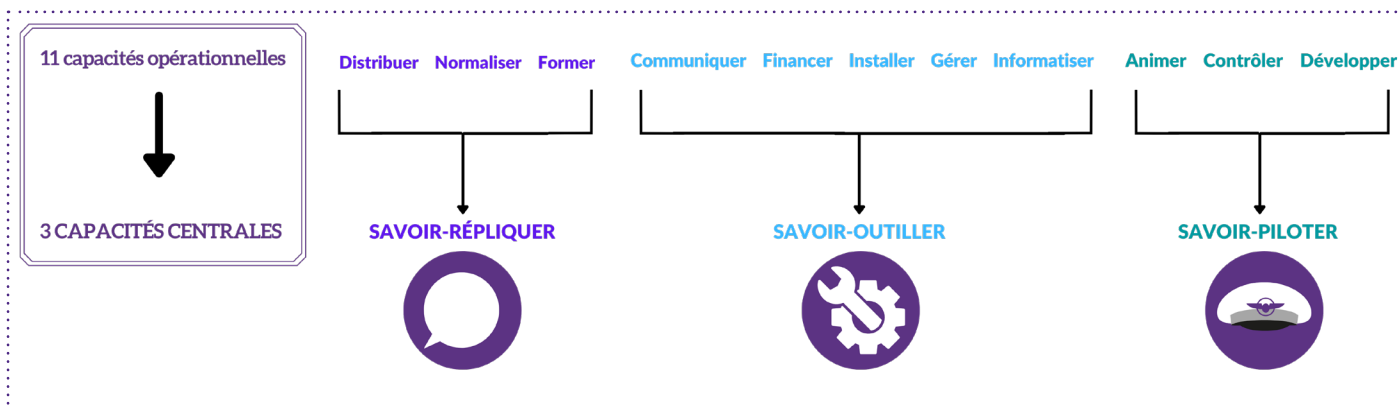 11 capacités opérationnelles
3 CAPACITÉS CENTRALES
Distribuer Normaliser Former
SAVOIR-RÉPLIQUER
Communiquer Financer Installer Gérer Informatiser
SAVOIR-OUTILLER
Animer Contrôler Développer
SAVOIR-PILOTER